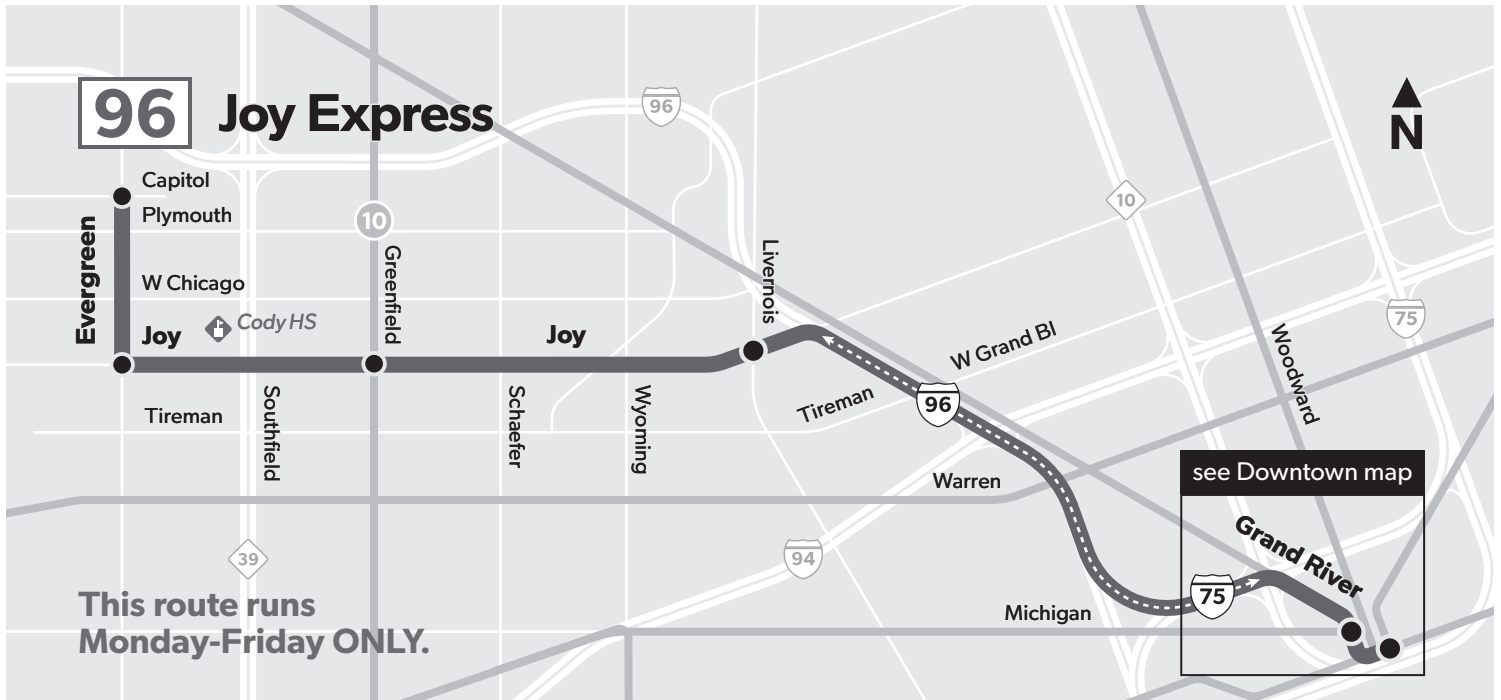 96 Joy Express
96
N
Capitol
Plymouth
10
10
Evergreen
W Chicago
Greenfield
Livernois
Joy
Cody HS
Joy
W Grand Bl
75
Woodward
Tireman
Southfield
Schaefer
Wyoming
Tireman
96
Warren
see Downtown map
39
94
Grand River
75
Michigan
This route runs
Monday-Friday ONLY.